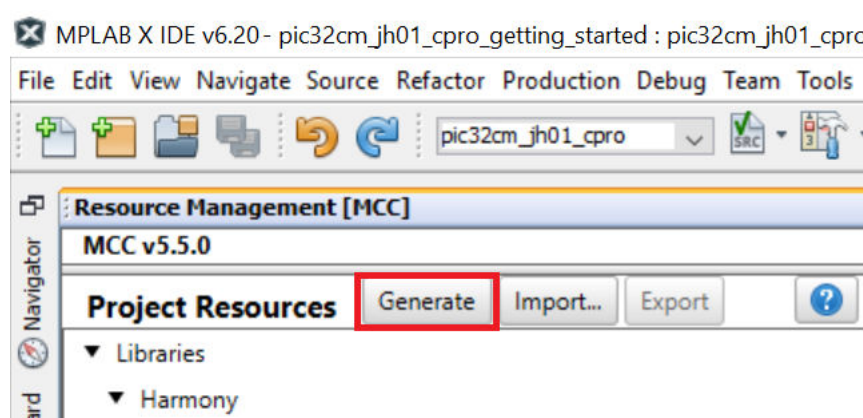 MPLAB X IDE v6.20 - pic32cm_jh01_cpro_getting_started : pic32cm_jh01_cpro
File Edit View Navigate Source Refactor Production Debug Team Tools
pic32cm_jh01_cpro
SRC
3
Resource Management [MCC]
MCC v5.5.0
Navigator
Project Resources Generate Import... Export ?
Libraries
Harmony